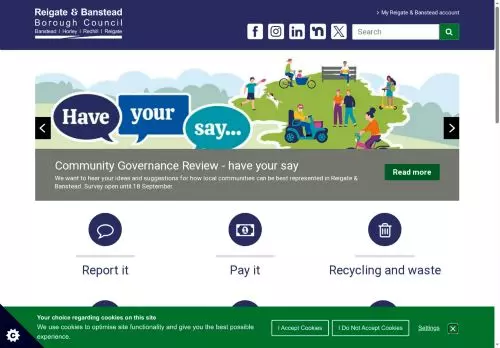 Reigate & Banstead
Borough Council
Banstead | Horley | Redhill | Reigate
> My Reigate & Banstead account
Search
Have your say...
Community Governance Review - have your say
We want to hear your ideas and suggestions for how local communities can be best represented in Reigate &
Banstead. Survey open until 18 September.
Read more
Report it
Pay it
Recycling and waste
Your choice regarding cookies on this site
We use cookies to optimise site functionality and give you the best possible
experience.
I Accept Cookies
I Do Not Accept Cookies
Settings